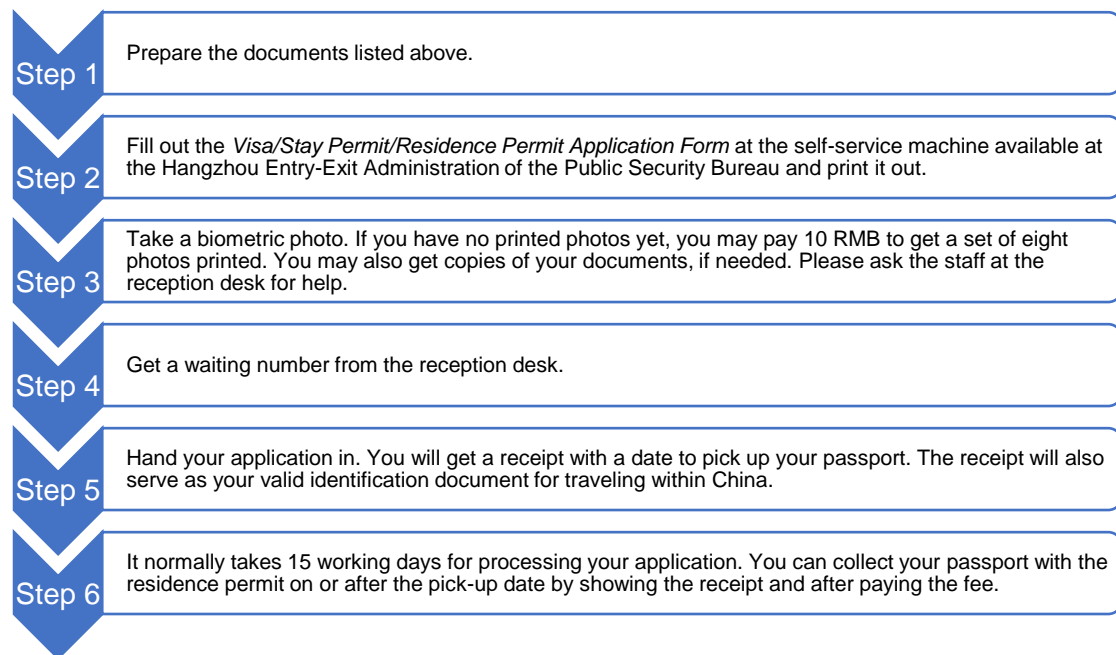 Step 1
Prepare the documents listed above.
Step 2
Fill out the Visa/Stay Permit/Residence Permit Application Form at the self-service machine available at
the Hangzhou Entry-Exit Administration of the Public Security Bureau and print it out.
Step 3
Take a biometric photo. If you have no printed photos yet, you may pay 10 RMB to get a set of eight
photos printed. You may also get copies of your documents, if needed. Please ask the staff at the
reception desk for help.
Step 4
Get a waiting number from the reception desk.
Step 5
Hand your application in. You will get a receipt with a date to pick up your passport. The receipt will also
serve as your valid identification document for traveling within China.
Step 6
It normally takes 15 working days for processing your application. You can collect your passport with the
residence permit on or after the pick-up date by showing the receipt and after paying the fee.